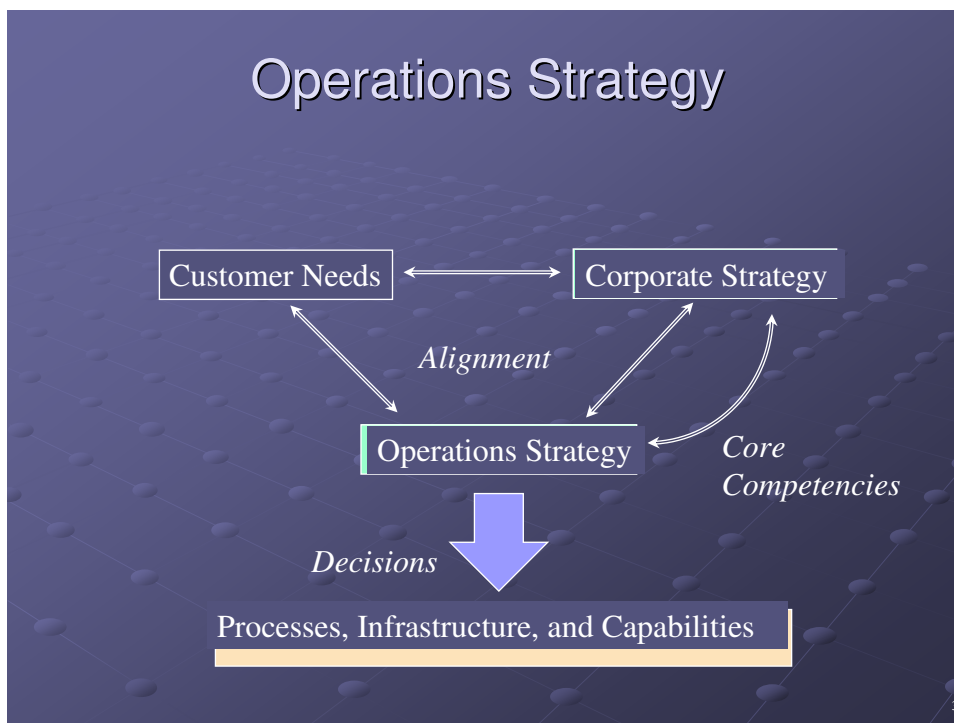 Operations Strategy
Customer Needs
Corporate Strategy
Alignment
Operations Strategy
Core
Competencies
Decisions
Processes, Infrastructure, and Capabilities